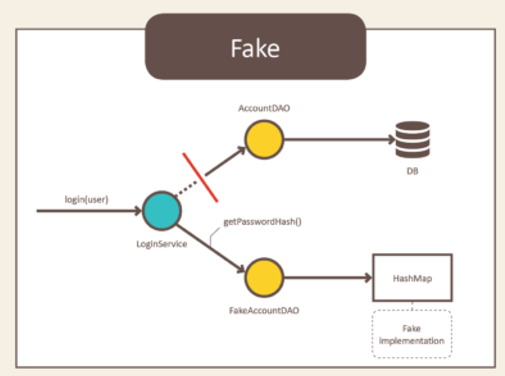 Fake
AccountDAO
DB
login(user)
getPasswordHash()
LoginService
HashMap
FakeAccountDAO
Fake
Implementation